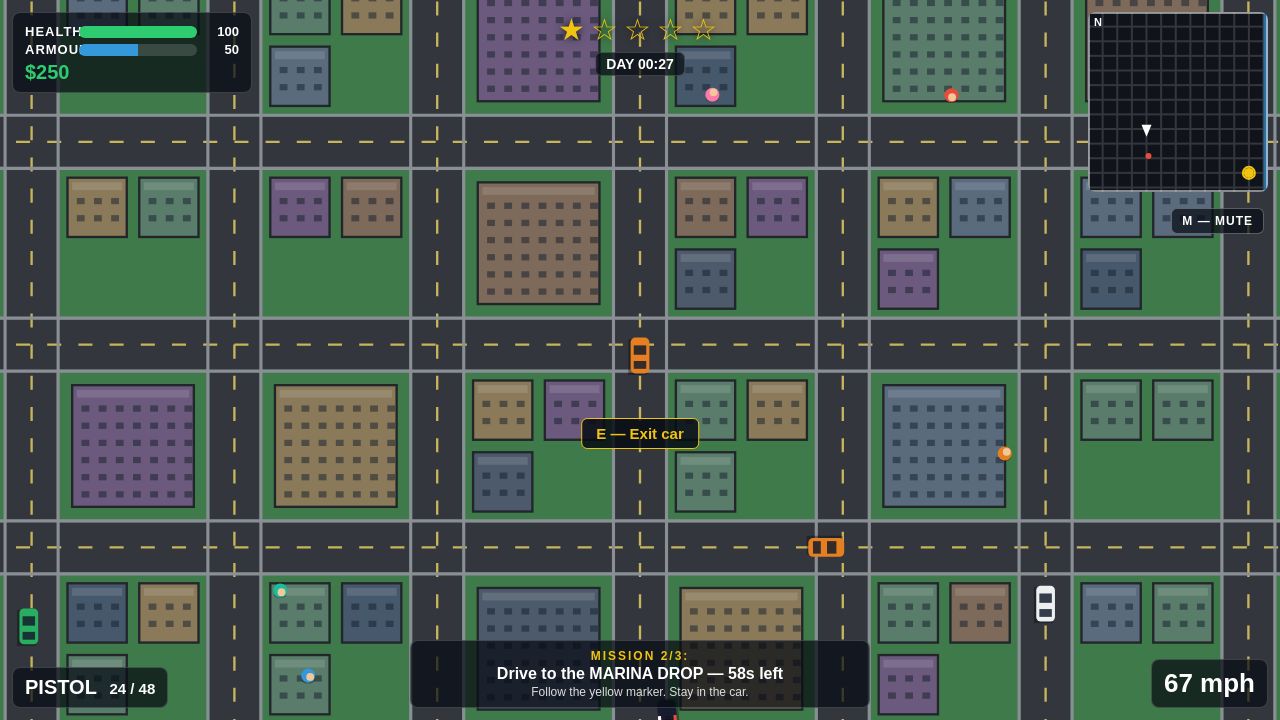 HEALTH 100
ARMOUR 50
$250
DAY 00:27
N
M — MUTE
E — Exit car
MISSION 2/3:
Drive to the MARINA DROP — 58s left
Follow the yellow marker. Stay in the car.
PISTOL 24 / 48
67 mph